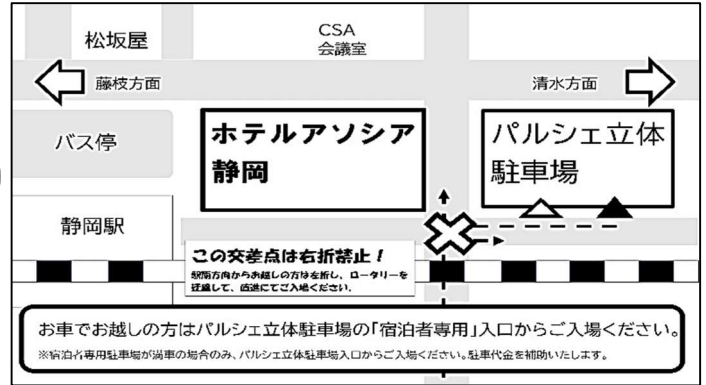 松坂屋
CSA
会議室
藤枝方面
清水方面
バス停
ホテルアソシア
静岡
パルシェ立体
駐車場
静岡駅
この交差点は右折禁止！
駅南方向からお越しの方は左折し、ロータリーを
迂回して、直進にてご入場ください。
お車でお越しの方はパルシェ立体駐車場の「宿泊者専用」入口からご入場ください。
※宿泊者専用駐車場が満車の場合のみ、パルシェ立体駐車場入口からご入場ください。駐車代金を補助いたします。